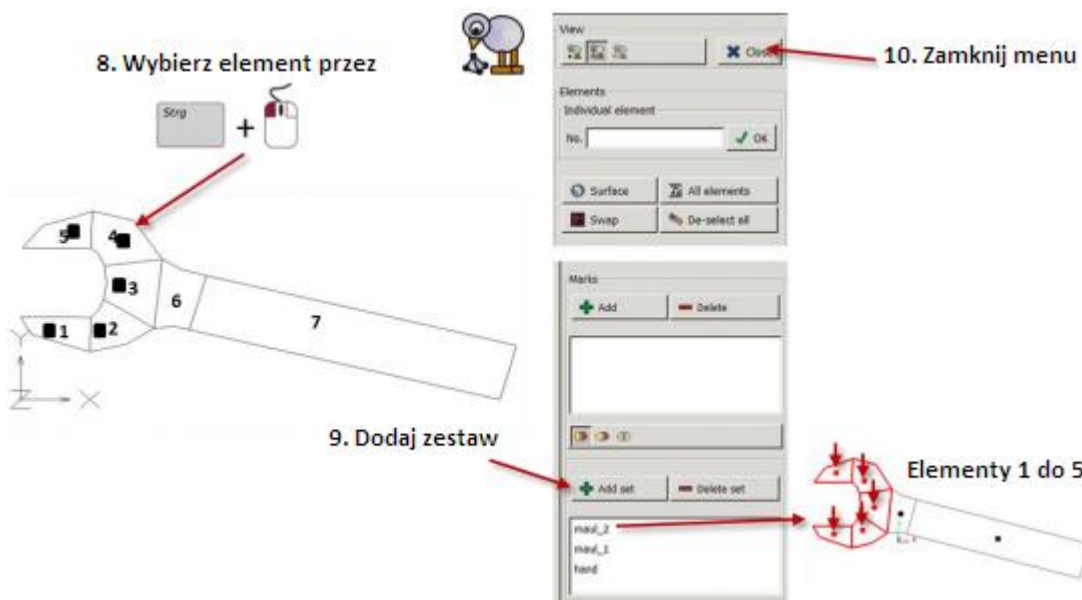 8. Wybierz element przez
Strg
+
5
4
3
1
2
6
7
Y
Z
X
View
Close
10. Zamknij menu
Elements
Individual element
No.
OK
Surface
All elements
Swap
De-select all
Marks
Add
Delete
9. Dodaj zestaw
Add set
Delete set
maul_2
maul_1
hand
Elementy 1 do 5